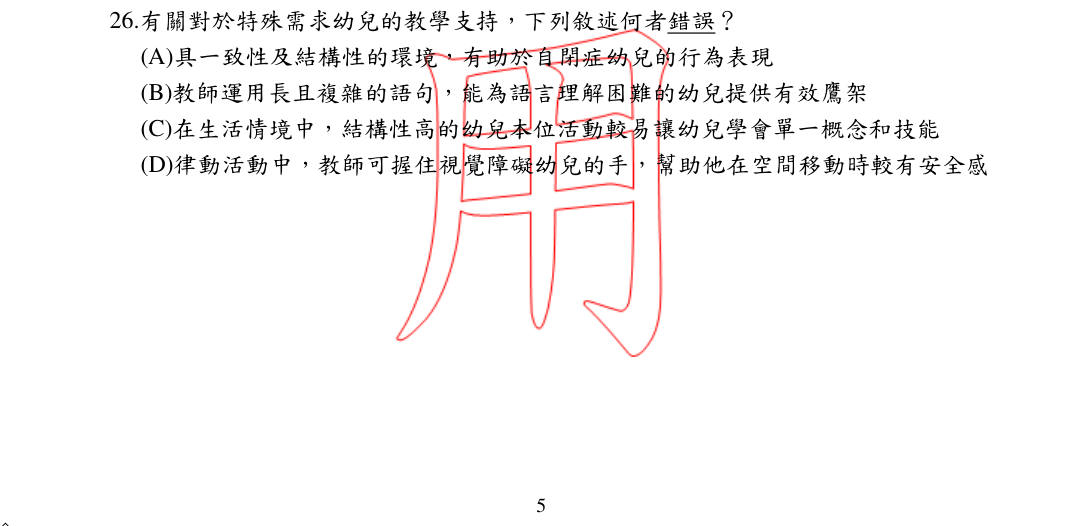 26.有關對於特殊需求幼兒的教學支持，下列敘述何者錯誤？
(A)具一致性及結構性的環境，有助於自閉症幼兒的行為表現
(B)教師運用長且複雜的語句，能為語言理解困難的幼兒提供有效鷹架
(C)在生活情境中，結構性高的幼兒本位活動較易讓幼兒學會單一概念和技能
(D)律動活動中，教師可握住視覺障礙幼兒的手，幫助他在空間移動時較有安全感
用
5